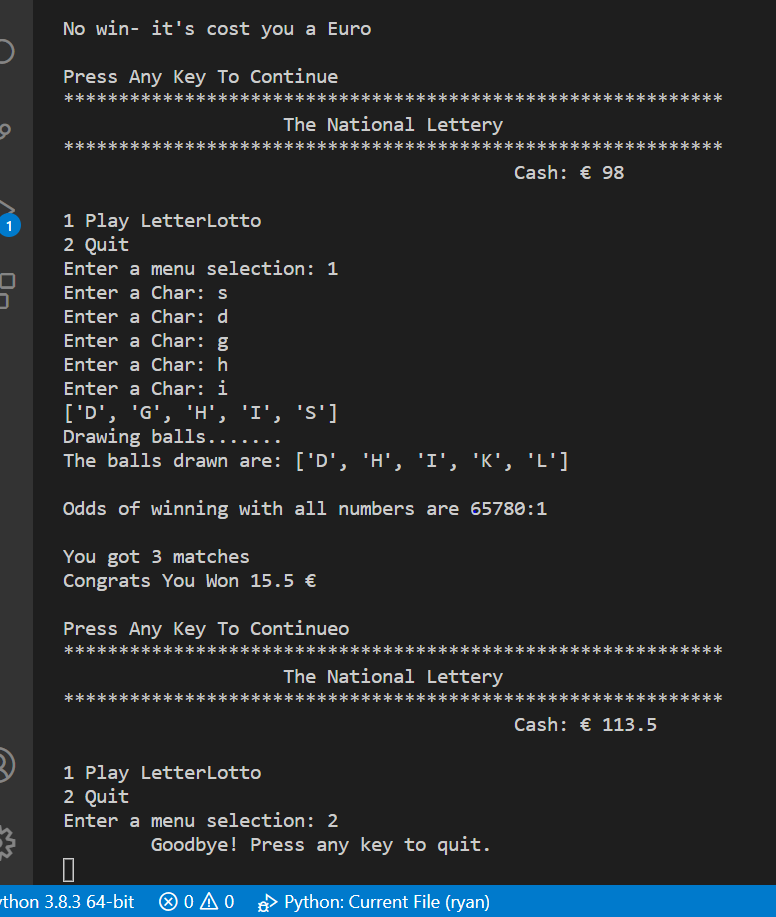 No win- it's cost you a Euro
Press Any Key To Continue
************************************************************
The National Lettery
************************************************************
Cash: € 98
1 Play LetterLotto
2 Quit
Enter a menu selection: 1
Enter a Char: s
Enter a Char: d
Enter a Char: g
Enter a Char: h
Enter a Char: i
['D', 'G', 'H', 'I', 'S']
Drawing balls.......
The balls drawn are: ['D', 'H', 'I', 'K', 'L']
Odds of winning with all numbers are 65780:1
You got 3 matches
Congrats You Won 15.5 €
Press Any Key To Continueo
************************************************************
The National Lettery
************************************************************
Cash: € 113.5
1 Play LetterLotto
2 Quit
Enter a menu selection: 2
Goodbye! Press any key to quit.
1
ython 3.8.3 64-bit 0 0 Python: Current File (ryan)